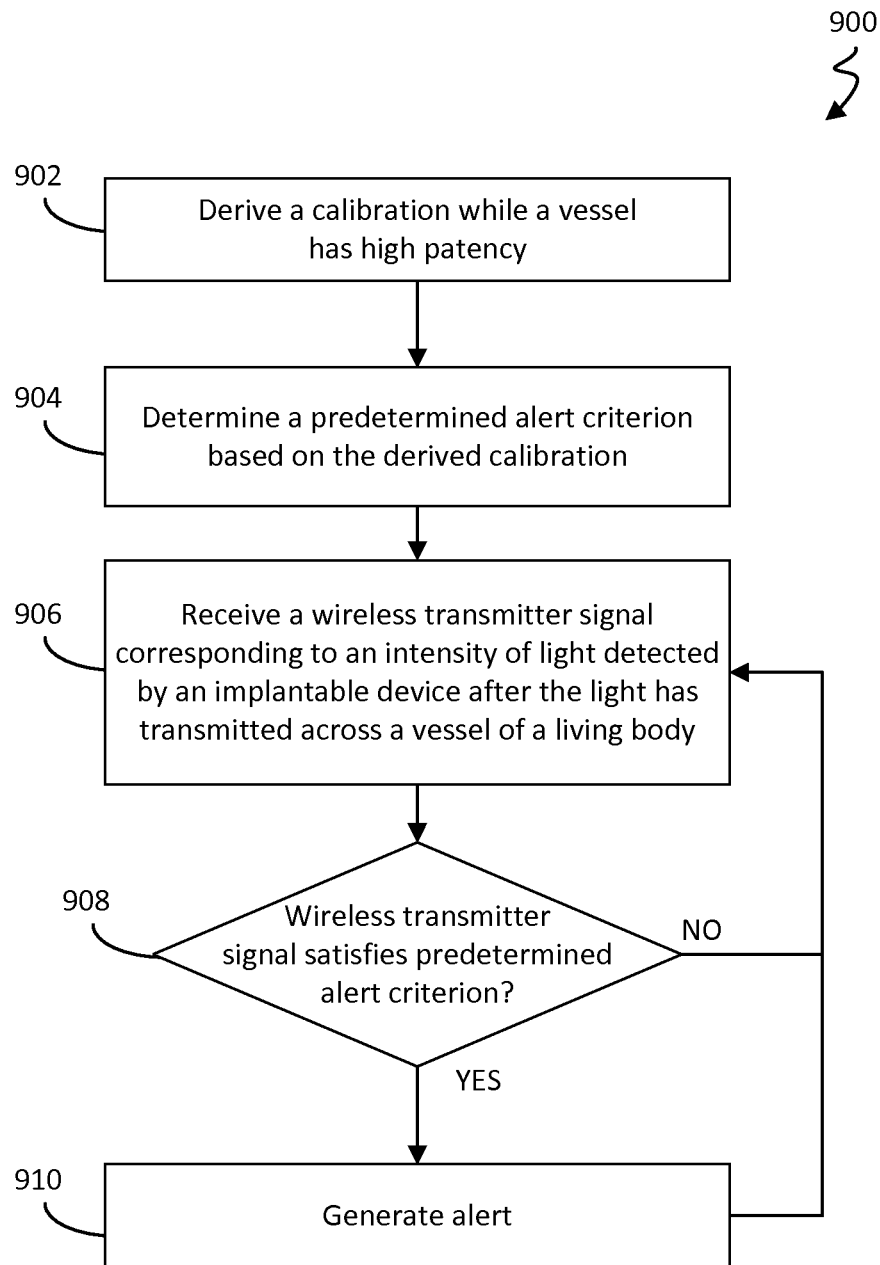 900
902
Derive a calibration while a vessel
has high patency
904
Determine a predetermined alert criterion
based on the derived calibration
906
Receive a wireless transmitter signal
corresponding to an intensity of light detected
by an implantable device after the light has
transmitted across a vessel of a living body
908
Wireless transmitter
signal satisfies predetermined
alert criterion?
NO
YES
910
Generate alert